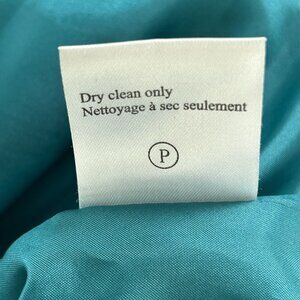 Dry clean only
Nettoyage à sec seulement
P